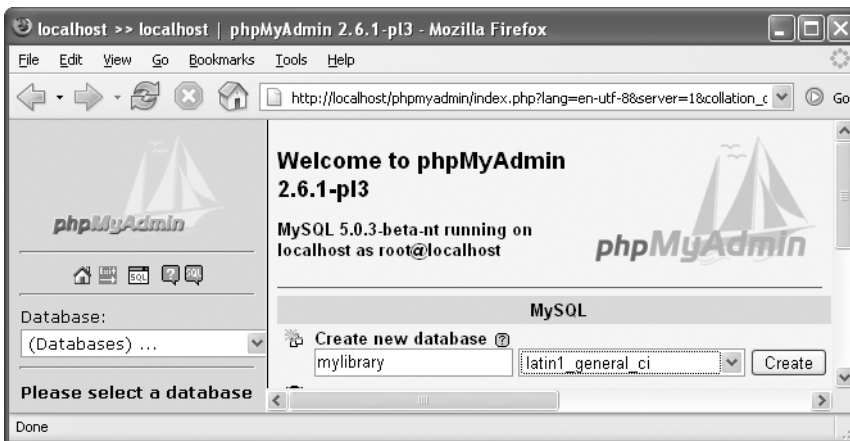 localhost >> localhost | phpMyAdmin 2.6.1-pl3 - Mozilla Firefox
File Edit View Go Bookmarks Tools Help
http://localhost/phpmyadmin/index.php?lang=en-utf-8&server=1&collation_c Go
phpMyAdmin
SQL
SQL
Database:
(Databases) ...
Please select a database
Welcome to phpMyAdmin
2.6.1-pl3
MySQL 5.0.3-beta-nt running on
localhost as root@localhost
phpMyAdmin
MySQL
Create new database
mylibrary latin1_general_ci Create
Done